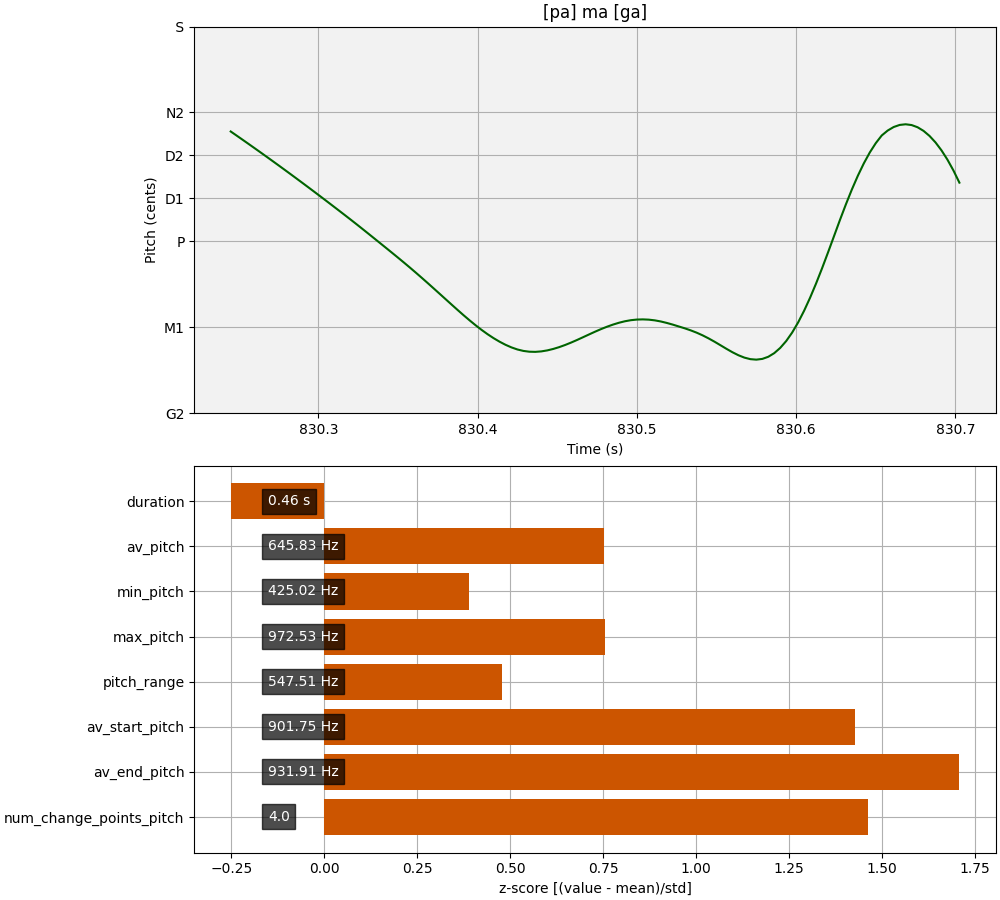 [pa] ma [ga]
S
N2
D2
D1
P
M1
G2
Pitch (cents)
830.3 830.4 830.5 830.6 830.7
Time (s)
duration 0.46 s
av_pitch 645.83 Hz
min_pitch 425.02 Hz
max_pitch 972.53 Hz
pitch_range 547.51 Hz
av_start_pitch 901.75 Hz
av_end_pitch 931.91 Hz
num_change_points_pitch 4.0
−0.25 0.00 0.25 0.50 0.75 1.00 1.25 1.50 1.75
z-score [(value - mean)/std]